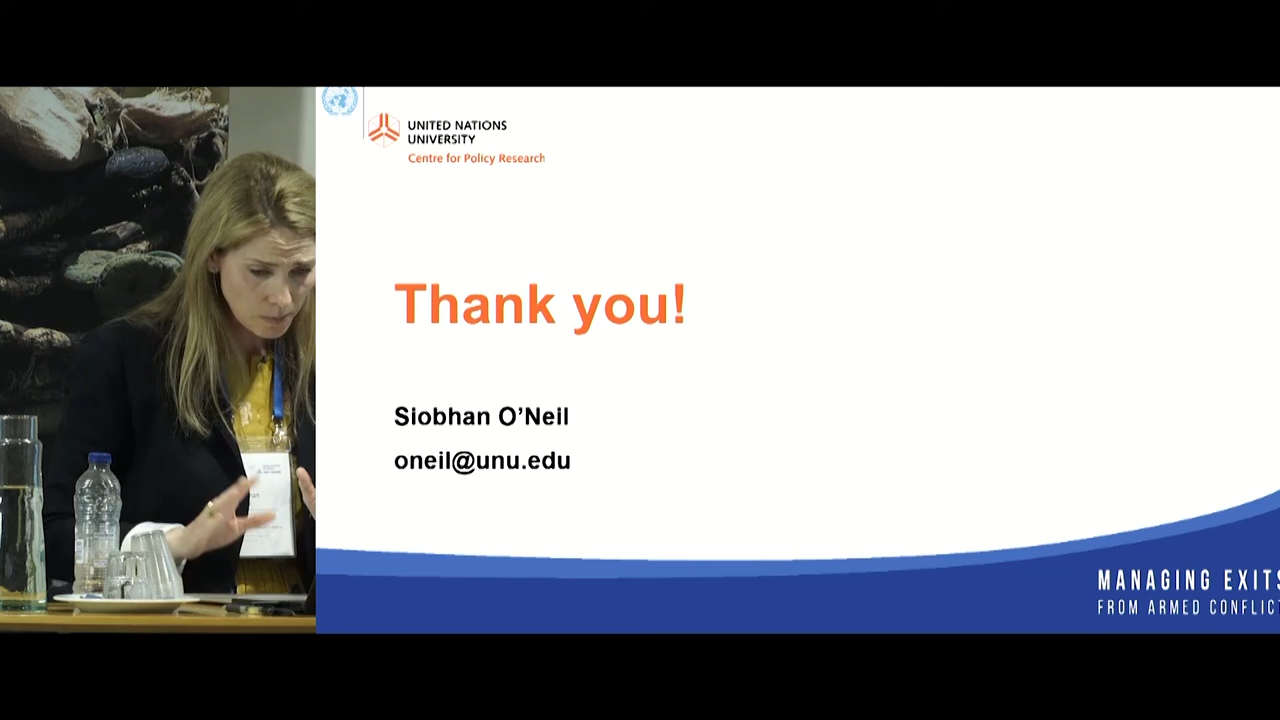 UNITED NATIONS
UNIVERSITY
Centre for Policy Research
Thank you!
Siobhan O’Neil
oneil@unu.edu
MANAGING EXITS
FROM ARMED CONFLICT